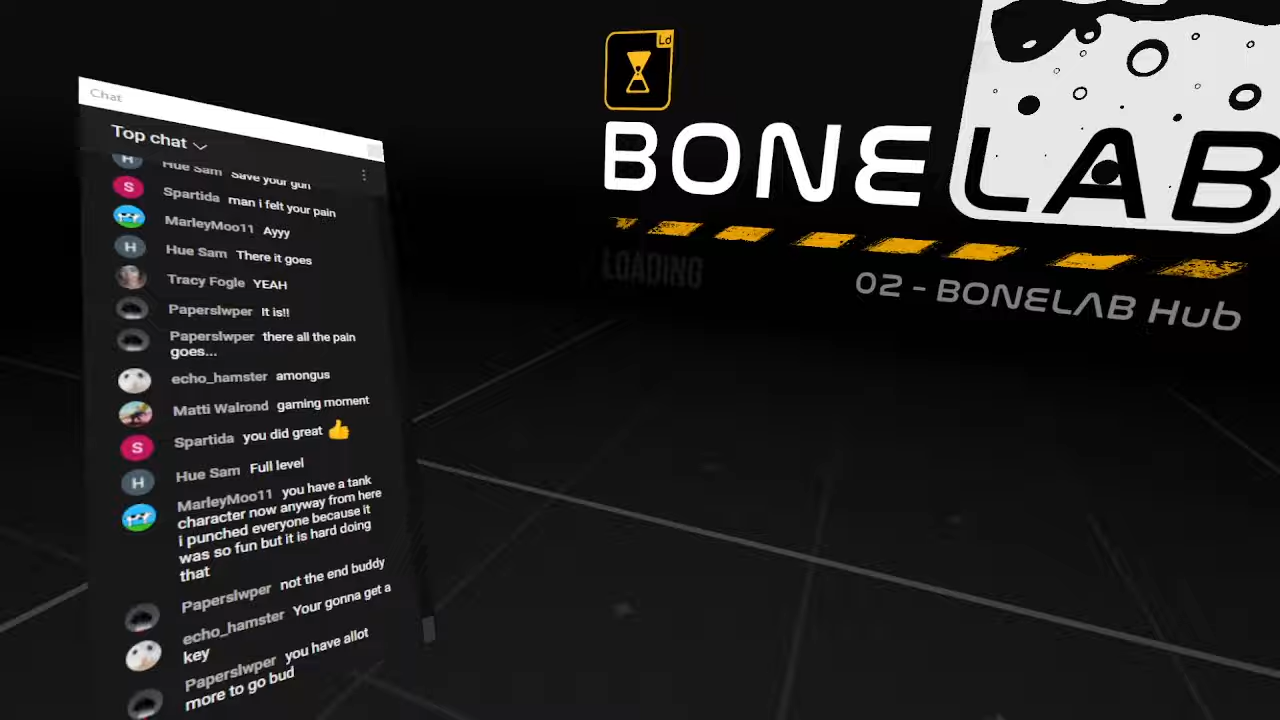 Chat
Top chat
H Hue Sam Save your gun
S Spartida man i felt your pain
MarleyMoo11 Ayyy
H Hue Sam There it goes
Tracy Fogle YEAH
Paperslwper It is!!
Paperslwper there all the pain
goes...
echo_hamster amongus
Matti Walrond gaming moment
S Spartida you did great 👍
H Hue Sam Full level
MarleyMoo11 you have a tank
character now anyway from here
i punched everyone because it
was so fun but it is hard doing
that
Paperslwper not the end buddy
echo_hamster Your gonna get a
key
Paperslwper you have allot
more to go bud
Ld
BONELAB
LOADING
02 - BONELAB Hub